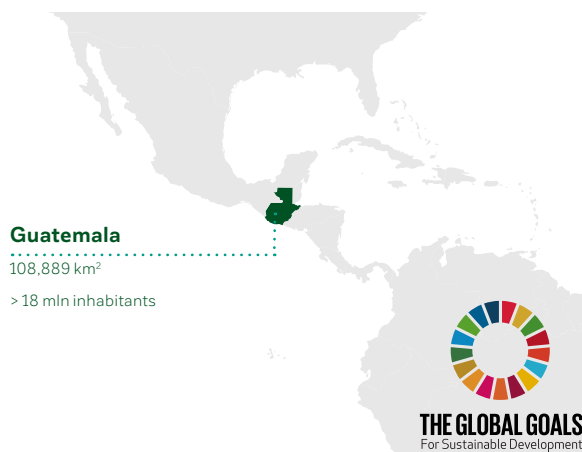 Guatemala
108,889 km²
> 18 mln inhabitants
THE GLOBAL GOALS
For Sustainable Development